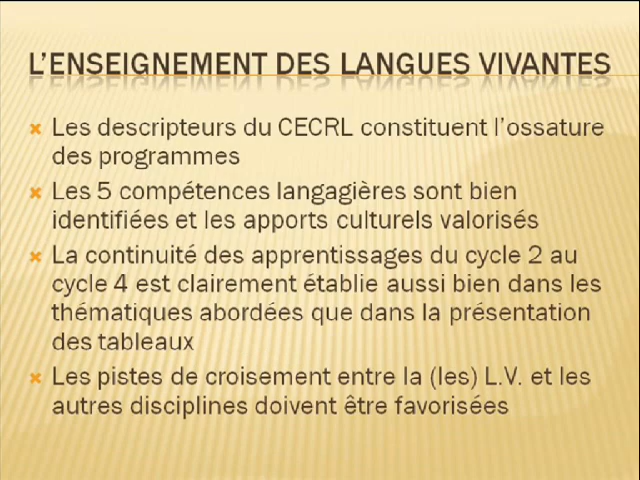 L'ENSEIGNEMENT DES LANGUES VIVANTES
Les descripteurs du CECRL constituent l'ossature
des programmes
Les 5 compétences langagières sont bien
identifiées et les apports culturels valorisés
La continuité des apprentissages du cycle 2 au
cycle 4 est clairement établie aussi bien dans les
thématiques abordées que dans la présentation
des tableaux
Les pistes de croisement entre la (les) L.V. et les
autres disciplines doivent être favorisées